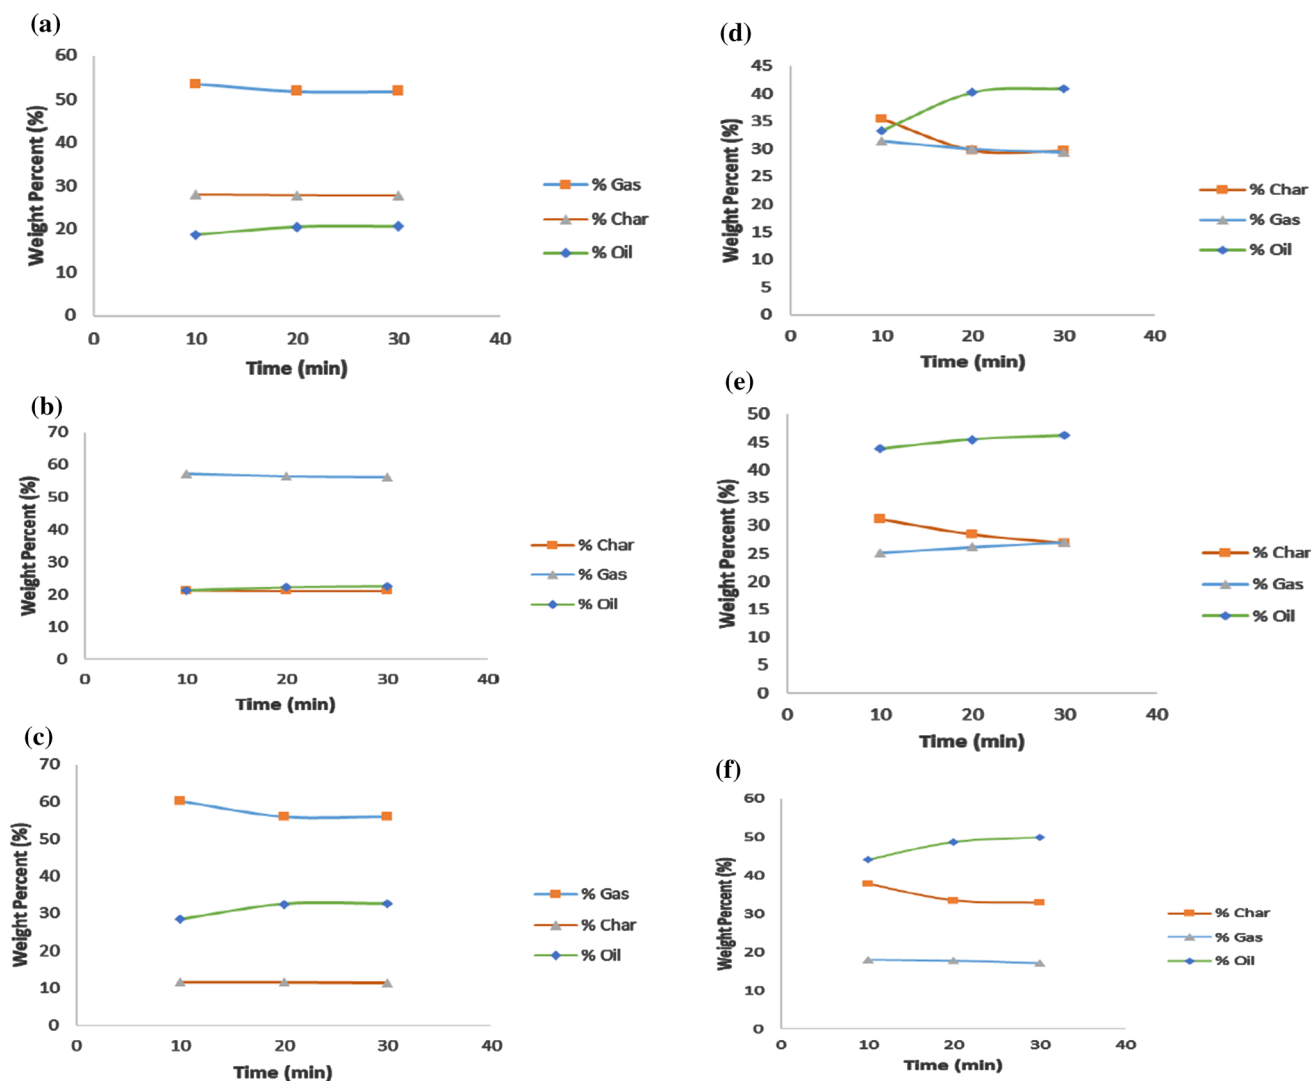 (a)
60
50
40
30
20
10
0
0 10 20 30 40
Weight Percent (%)
Time (min)
% Gas
% Char
% Oil
(b)
70
60
50
40
30
20
10
0
0 10 20 30 40
Weight Percent (%)
Time (min)
% Char
% Gas
% Oil
(c)
70
60
50
40
30
20
10
0
0 10 20 30 40
Weight Percent (%)
Time (min)
% Gas
% Char
% Oil
(d)
45
40
35
30
25
20
15
10
5
0
0 10 20 30 40
Weight Percent (%)
Time (min)
% Char
% Gas
% Oil
(e)
50
45
40
35
30
25
20
15
10
5
0
0 10 20 30 40
Weight Percent (%)
Time (min)
% Char
% Gas
% Oil
(f)
60
50
40
30
20
10
0
0 10 20 30 40
Weight Percent (%)
Time (min)
% Char
% Gas
% Oil